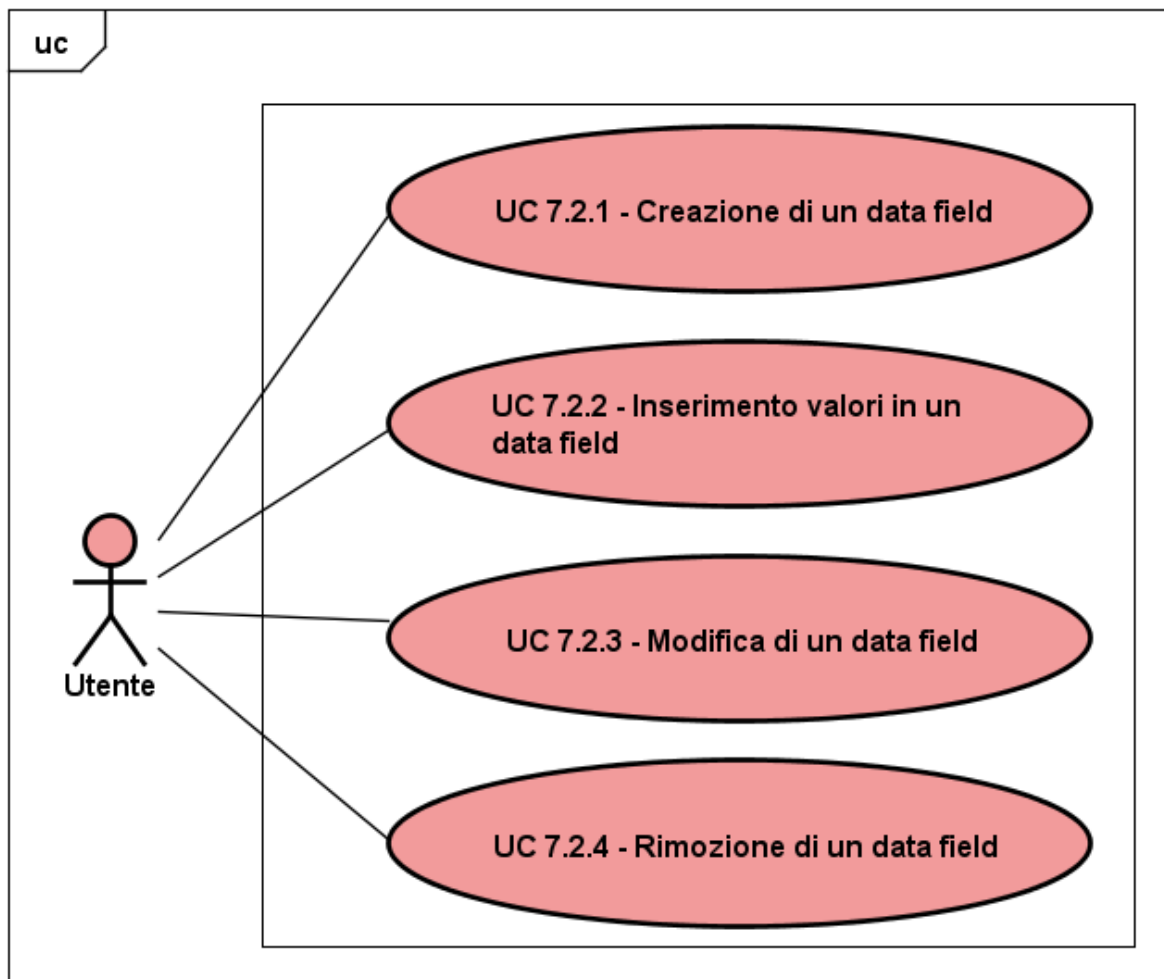 uc
UC 7.2.1 - Creazione di un data field
UC 7.2.2 - Inserimento valori in un
data field
UC 7.2.3 - Modifica di un data field
Utente
UC 7.2.4 - Rimozione di un data field